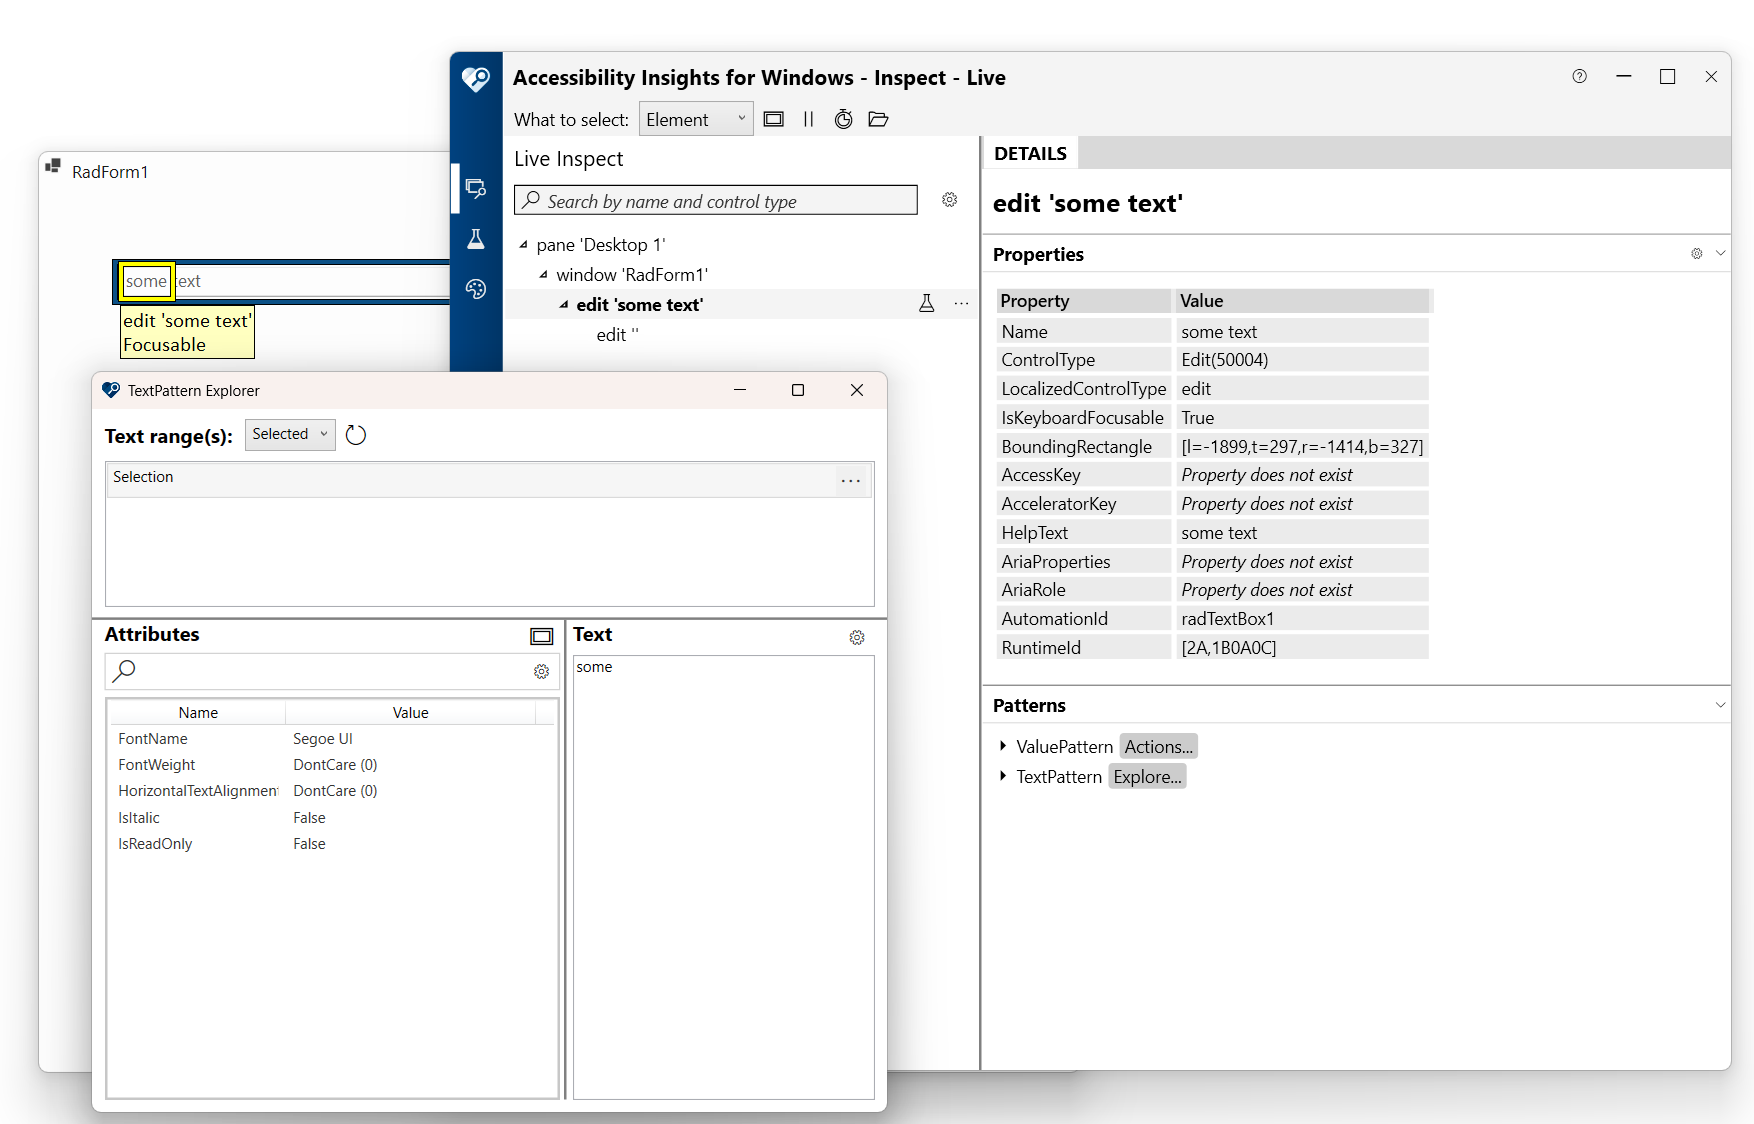 Accessibility Insights for Windows - Inspect - Live
What to select: Element
Live Inspect
Search by name and control type
pane 'Desktop 1'
window 'RadForm1'
edit 'some text'
edit ''
DETAILS
edit 'some text'
Properties
Property Value
Name some text
ControlType Edit(50004)
LocalizedControlType edit
IsKeyboardFocusable True
BoundingRectangle [l=-1899,t=297,r=-1414,b=327]
AccessKey Property does not exist
AcceleratorKey Property does not exist
HelpText some text
AriaProperties Property does not exist
AriaRole Property does not exist
AutomationId radTextBox1
RuntimeId [2A,1B0A0C]
Patterns
ValuePattern Actions...
TextPattern Explore...
RadForm1
some text
edit 'some text'
Focusable
TextPattern Explorer
Text range(s): Selected
Selection
Attributes
Name Value
FontName Segoe UI
FontWeight DontCare (0)
HorizontalTextAlignment DontCare (0)
IsItalic False
IsReadOnly False
Text
some